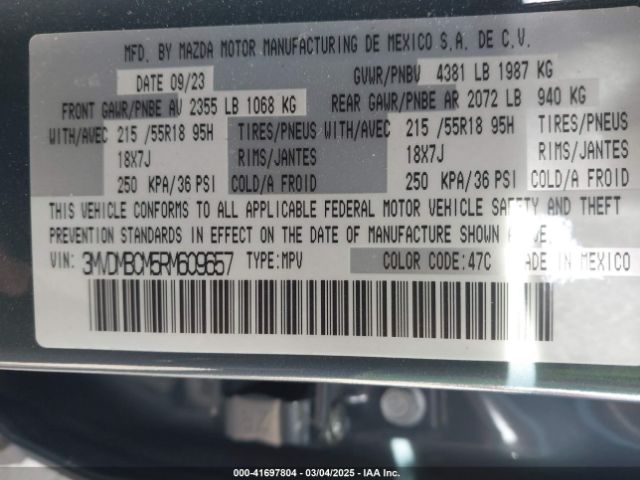 MFD. BY MAZDA MOTOR MANUFACTURING DE MEXICO S.A. DE C.V.
DATE 09/23 GVWR/PNBV 4381 LB 1987 KG
FRONT GAWR/PNBE AV 2355 LB 1068 KG REAR GAWR/PNBE AR 2072 LB 940 KG
WITH/AVEC 215 /55R18 95H TIRES/PNEUS WITH/AVEC 215 /55R18 95H TIRES/PNEUS
18X7J RIMS/JANTES 18X7J RIMS/JANTES
250 KPA/36 PSI COLD/A FROID 250 KPA/36 PSI COLD/A FROID
THIS VEHICLE CONFORMS TO ALL APPLICABLE FEDERAL MOTOR VEHICLE SAFETY AND THEFT
PREVENTION STANDARDS IN EFFECT ON THE DATE OF MANUFACTURE SHOWN ABOVE.
VIN: 3MVDMBCM5RM609657 TYPE:MPV COLOR CODE:47C MADE IN MEXICO
000-41697804 — 03/04/2025 — IAA Inc.